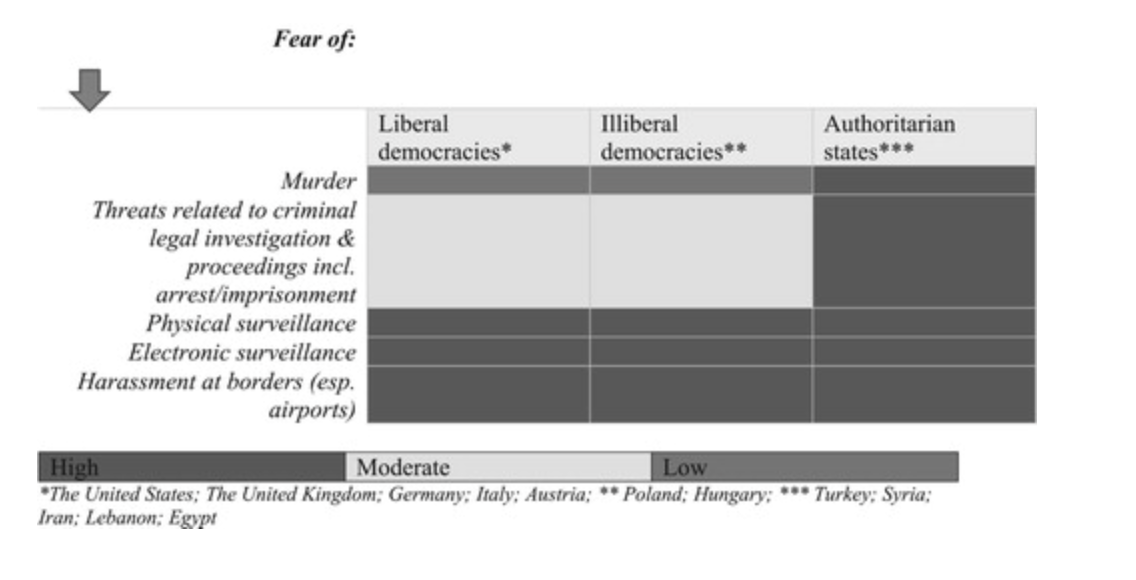 Fear of:
Liberal
democracies*
Illiberal
democracies**
Authoritarian
states***
Murder
Threats related to criminal
legal investigation &
proceedings incl.
arrest/imprisonment
Physical surveillance
Electronic surveillance
Harassment at borders (esp.
airports)
High
Moderate
Low
*The United States; The United Kingdom; Germany; Italy; Austria; ** Poland; Hungary; *** Turkey; Syria;
Iran; Lebanon; Egypt